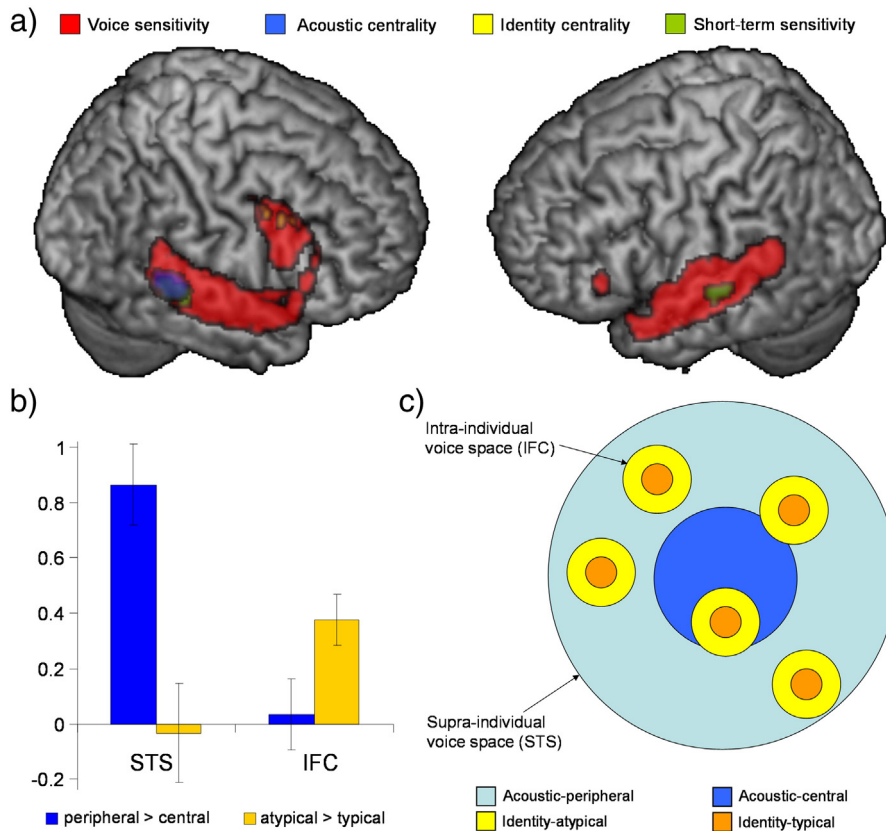 a)
Voice sensitivity
Acoustic centrality
Identity centrality
Short-term sensitivity
b)
1
0.8
0.6
0.4
0.2
0
-0.2
STS
IFC
peripheral > central
atypical > typical
c)
Intra-individual
voice space (IFC)
Supra-individual
voice space (STS)
Acoustic-peripheral
Acoustic-central
Identity-atypical
Identity-typical